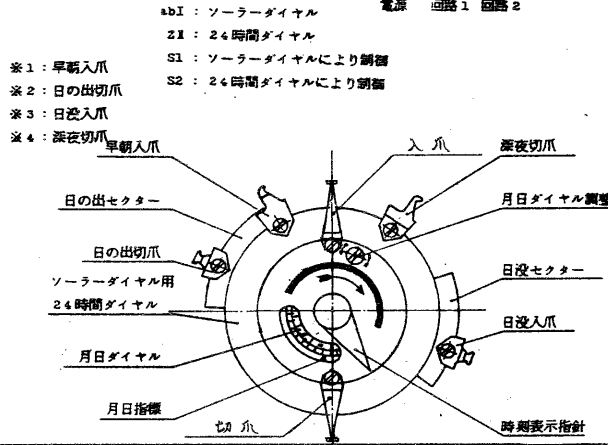 abI : ソーラーダイヤル
ZI : 24時間ダイヤル
S1 : ソーラーダイヤルにより制御
S2 : 24時間ダイヤルにより制御
電源 回路1 回路2
※1:早朝入爪
※2:日の出切爪
※3:日没入爪
※4:深夜切爪
早朝入爪
入爪
深夜切爪
日の出セクター
月日ダイヤル調整
日の出切爪
日没セクター
ソーラーダイヤル用
24時間ダイヤル
日没入爪
月日ダイヤル
月日指標
切爪
時刻表示指針